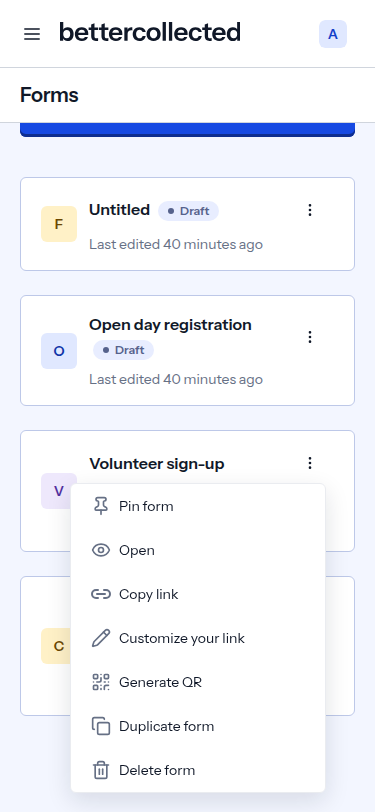 bettercollected
A
Forms
F
Untitled
Draft
Last edited 40 minutes ago
O
Open day registration
Draft
Last edited 40 minutes ago
Volunteer sign-up
V
Pin form
Open
Copy link
Customize your link
C
Generate QR
Duplicate form
Delete form